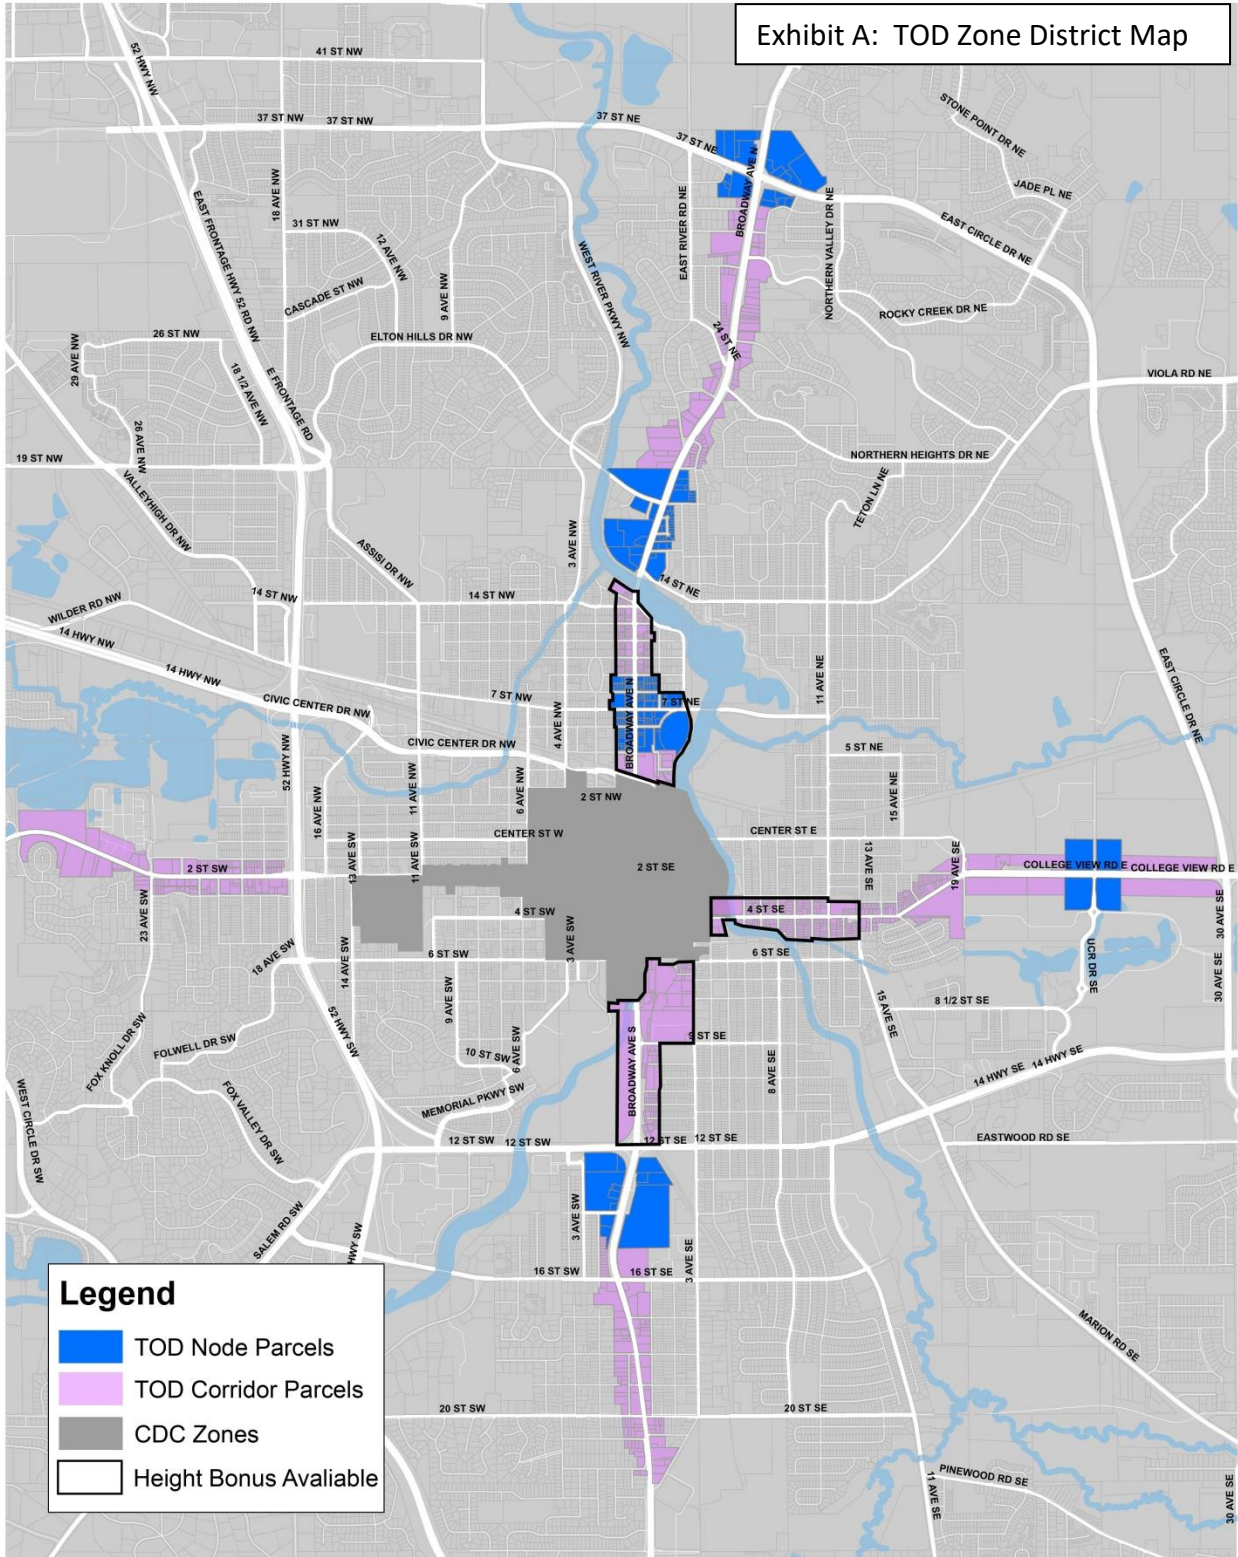 Exhibit A: TOD Zone District Map
52 HWY NW
41 ST NW
37 ST NW
37 ST NW
37 ST NE
37 ST NE
STONE POINT DR NE
JADE PL NE
BROADWAY AVE N
18 AVE NW
EAST FRONTAGE HWY 52 RD NW
31 ST NW
12 AVE NW
9 AVE NW
WEST RIVER PKWY NW
EAST RIVER RD NE
NORTHERN VALLEY DR NE
EAST CIRCLE DR NE
CASCADE ST NW
ROCKY CREEK DR NE
26 ST NW
29 AVE NW
18 1/2 AVE NW
ELTON HILLS DR NW
24 ST NE
VIOLA RD NE
E FRONTAGE RD
26 AVE NW
19 ST NW
VALLEYHIGH DR NW
NORTHERN HEIGHTS DR NE
TETON LN NE
3 AVE NW
ASSISI DR NW
14 ST NW
14 ST NW
14 ST NE
WILDER RD NW
14 HWY NW
14 HWY NW
EAST CIRCLE DR NE
11 AVE NE
7 ST NW
7 ST NE
CIVIC CENTER DR NW
4 AVE NW
BROADWAY AVE N
CIVIC CENTER DR NW
5 ST NE
52 HWY NW
16 AVE NW
11 AVE NW
6 AVE NW
2 ST NW
15 AVE NE
CENTER ST W
CENTER ST E
2 ST SW
13 AVE SW
11 AVE SW
2 ST SE
13 AVE SE
19 AVE SE
COLLEGE VIEW RD E
COLLEGE VIEW RD E
23 AVE SW
4 ST SW
4 ST SE
30 AVE SE
18 AVE SW
14 AVE SW
6 ST SW
3 AVE SW
6 ST SE
UCR DR SE
30 AVE SE
9 AVE SW
15 AVE SE
8 1/2 ST SE
52 HWY SW
FOX KNOLL DR SW
FOLWELL DR SW
10 ST SW
6 AVE SW
BROADWAY AVE S
9 ST SE
8 AVE SE
14 HWY SE
14 HWY SE
WEST CIRCLE DR SW
FOX VALLEY DR SW
MEMORIAL PKWY SW
12 ST SW
12 ST SW
12 ST SE
12 ST SE
EASTWOOD RD SE
SALEM RD SW
HWY SW
3 AVE SW
16 ST SW
16 ST SE
3 AVE SE
MARION RD SE
20 ST SW
20 ST SE
11 AVE SE
PINEWOOD RD SE
30 AVE SE
Legend
TOD Node Parcels
TOD Corridor Parcels
CDC Zones
Height Bonus Avaliable